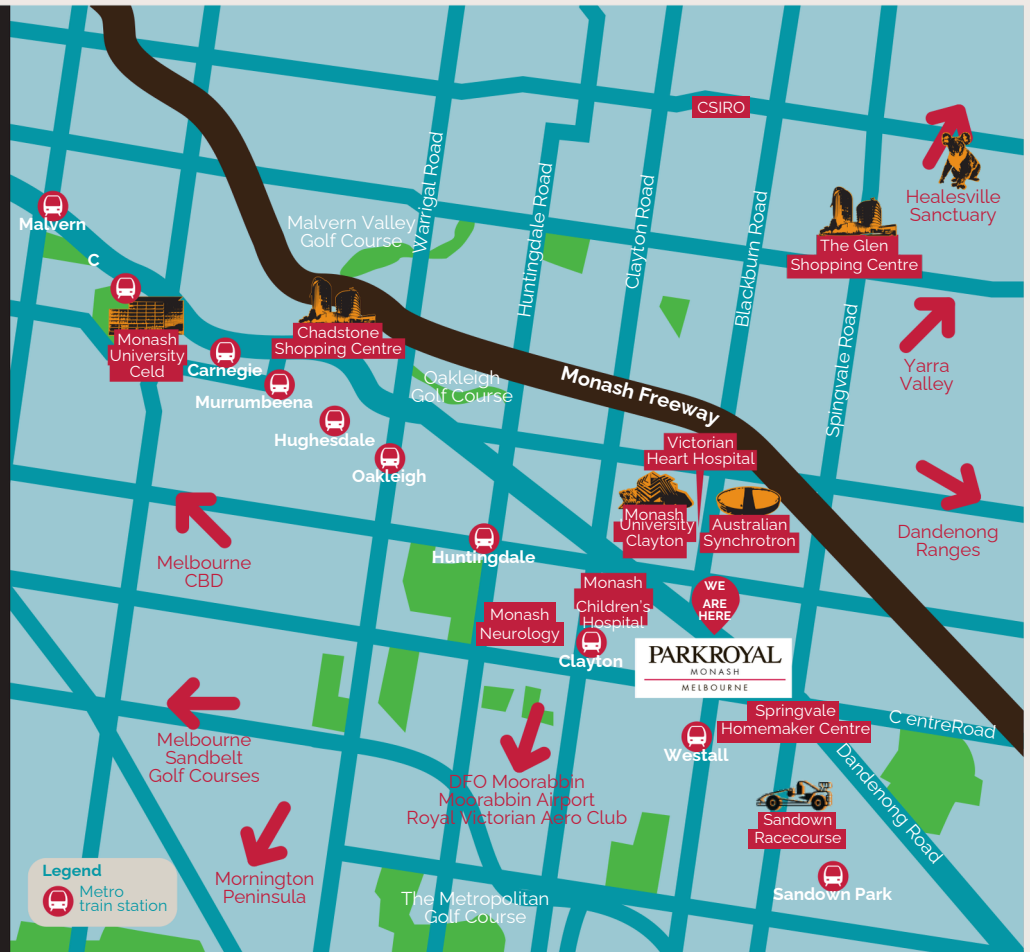 CSIRO
Healesville
Sanctuary
Warrigal Road
Huntingdale Road
Clayton Road
Blackburn Road
Malvern Valley
Golf Course
Malvern
C
The Glen
Shopping Centre
Spingvale Road
Yarra
Valley
Monash
University
Celd
Carnegie
Chadstone
Shopping Centre
Murrumbeena
Oakleigh
Golf Course
Monash Freeway
Hughesdale
Oakleigh
Victorian
Heart Hospital
Monash
University
Clayton
Australian
Synchrotron
Dandenong
Ranges
Melbourne
CBD
Huntingdale
Monash
Children's
Hospital
Monash
Neurology
Clayton
WE
ARE
HERE
PARKROYAL
MONASH
MELBOURNE
Springvale
Homemaker Centre
C entreRoad
Westall
Dandenong Road
Melbourne
Sandbelt
Golf Courses
DFO Moorabbin
Moorabbin Airport
Royal Victorian Aero Club
Sandown
Racecourse
Sandown Park
Mornington
Peninsula
The Metropolitan
Golf Course
Legend
Metro
train station